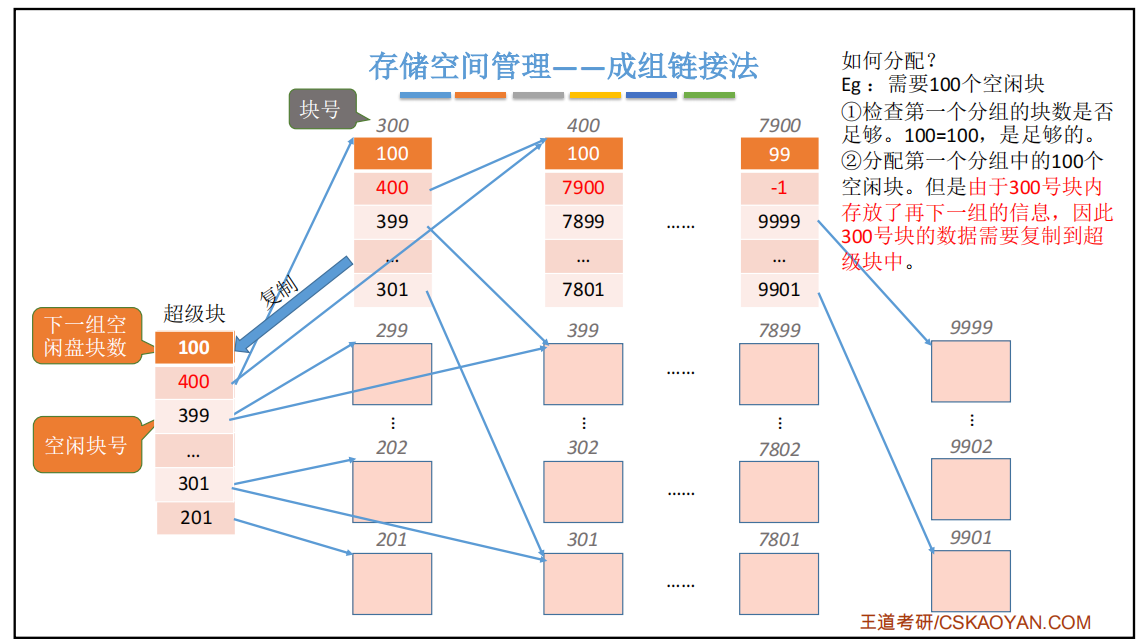 存储空间管理——成组链接法
如何分配？
Eg：需要100个空闲块
①检查第一个分组的块数是否
足够。100=100，是足够的。
②分配第一个分组中的100个
空闲块。但是由于300号块内
存放了再下一组的信息，因此
300号块的数据需要复制到超
级块中。
块号
300
400
7900
100
100
99
400
7900
-1
399
7899
……
9999
…
…
…
301
7801
9901
复制
超级块
下一组空
闲盘块数
100
400
399
空闲块号
…
301
201
299
399
7899
9999
……
⋮
⋮
⋮
⋮
202
302
7802
9902
……
201
301
7801
9901
……
王道考研/CSKAOYAN.COM